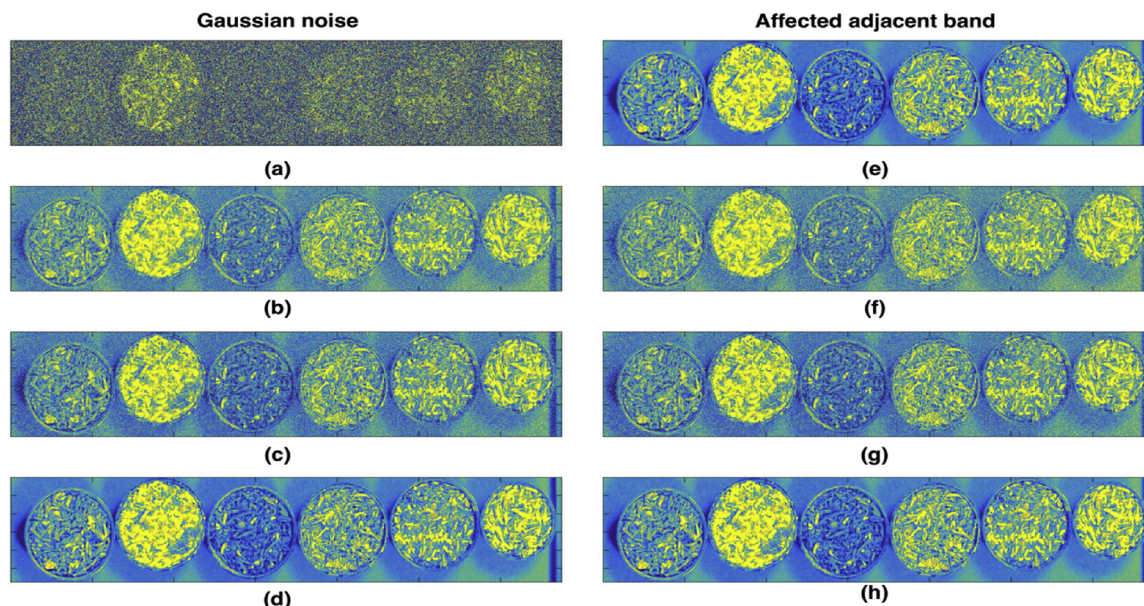 Gaussian noise
Affected adjacent band
(a)
(e)
(b)
(f)
(c)
(g)
(d)
(h)